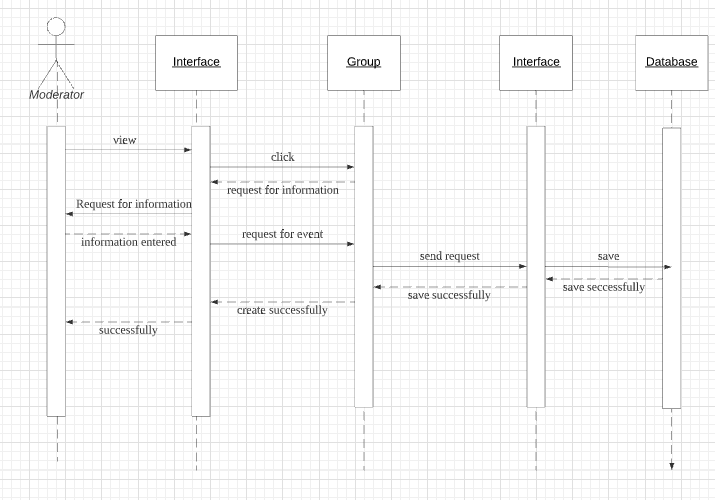 Interface
Group
Interface
Database
Moderator
view
click
request for information
Request for information
information entered
request for event
send request
save
save successfully
save seccessfully
create successfully
successfully